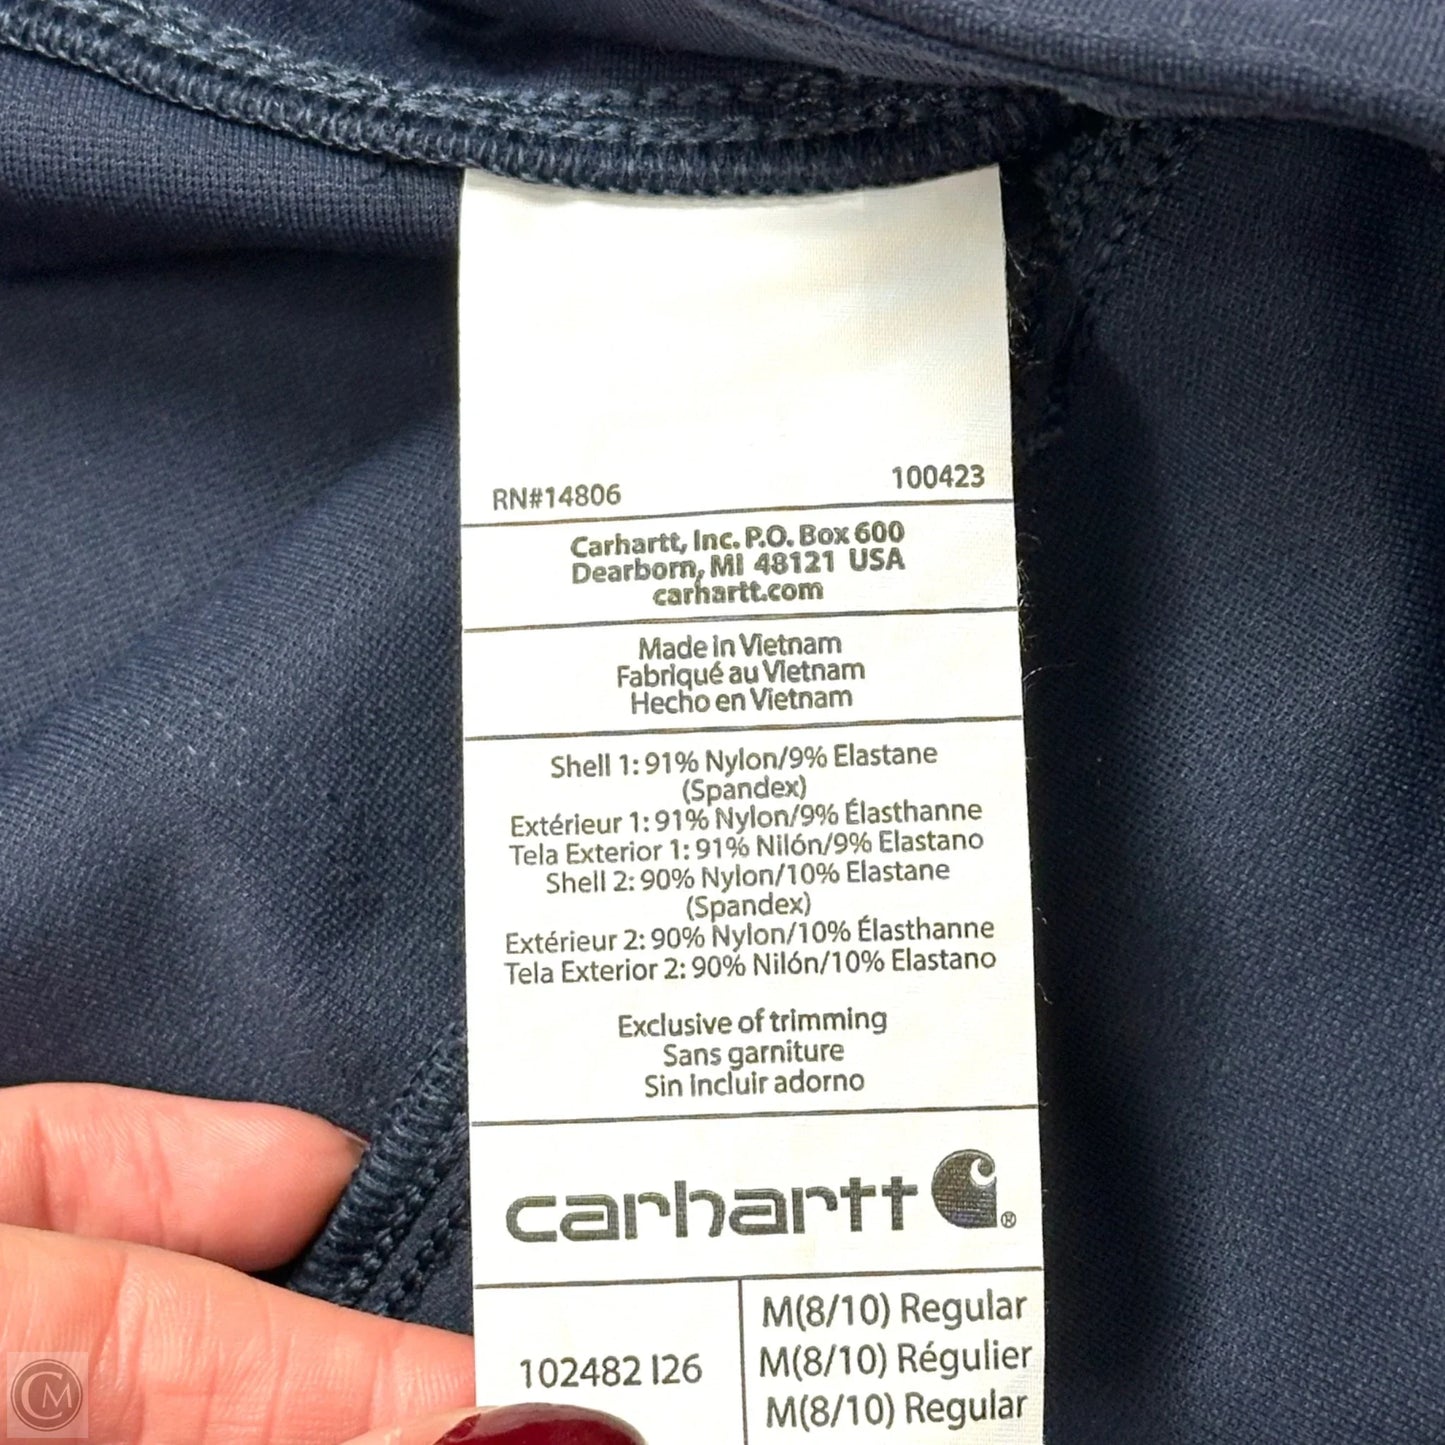 RN#14806 100423
Carhartt, Inc. P.O. Box 600
Dearborn, MI 48121 USA
carhartt.com
Made in Vietnam
Fabriqué au Vietnam
Hecho en Vietnam
Shell 1: 91% Nylon/9% Elastane
(Spandex)
Extérieur 1: 91% Nylon/9% Élasthanne
Tela Exterior 1: 91% Nilón/9% Elastano
Shell 2: 90% Nylon/10% Elastane
(Spandex)
Extérieur 2: 90% Nylon/10% Élasthanne
Tela Exterior 2: 90% Nilón/10% Elastano
Exclusive of trimming
Sans garniture
Sin incluir adorno
carhartt ®
102482 I26
M(8/10) Regular
M(8/10) Régulier
M(8/10) Regular
CM